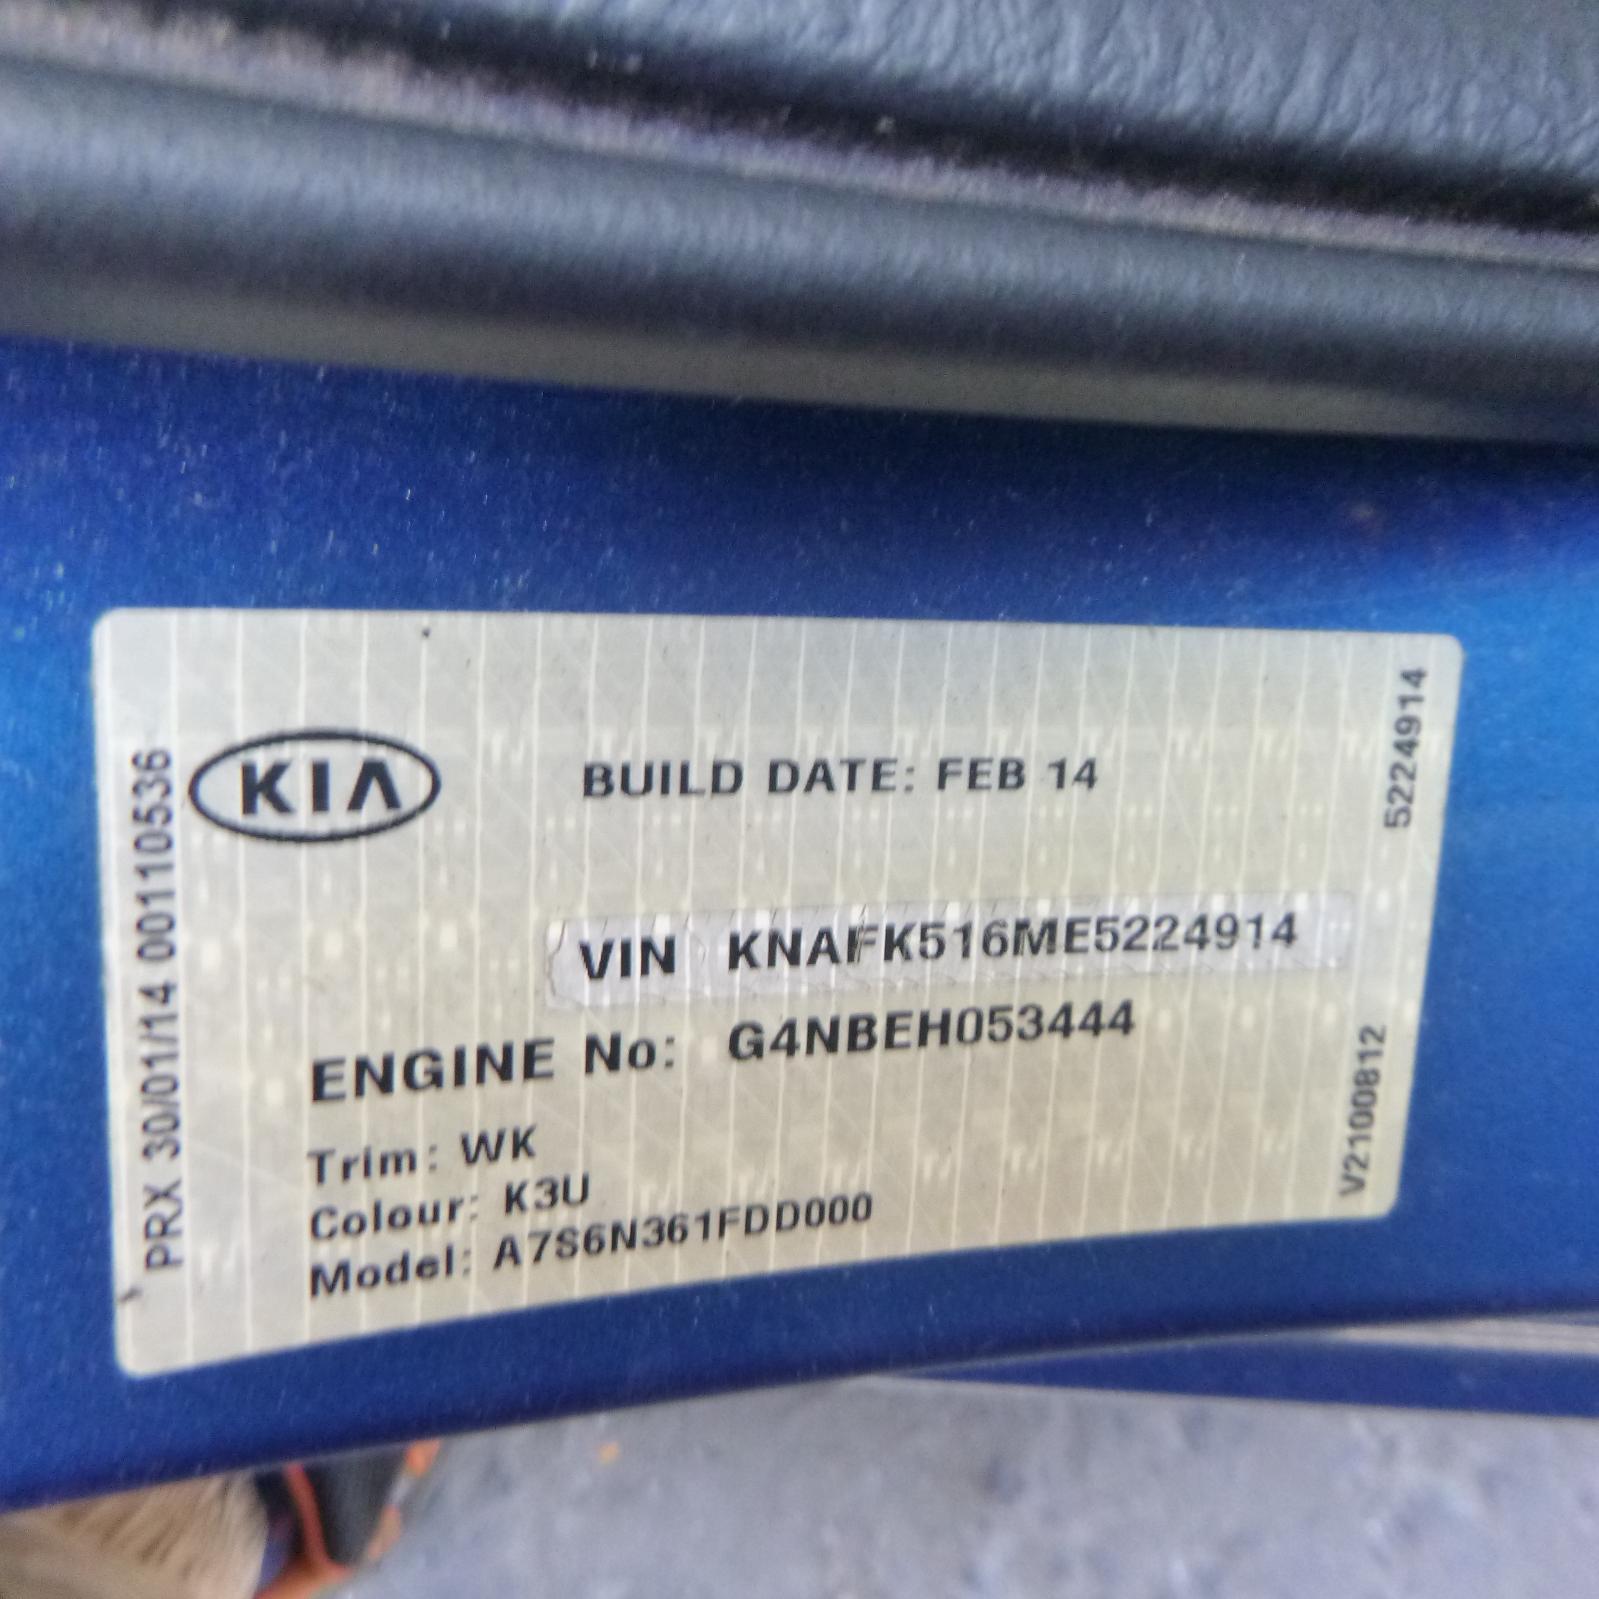 KIA
BUILD DATE: FEB 14
VIN KNAFK516ME5224914
ENGINE No: G4NBEH053444
Trim: WK
Colour: K3U
Model: A7S6N361FDD000
PRX 30/01/14 00110536
5224914
V2100812